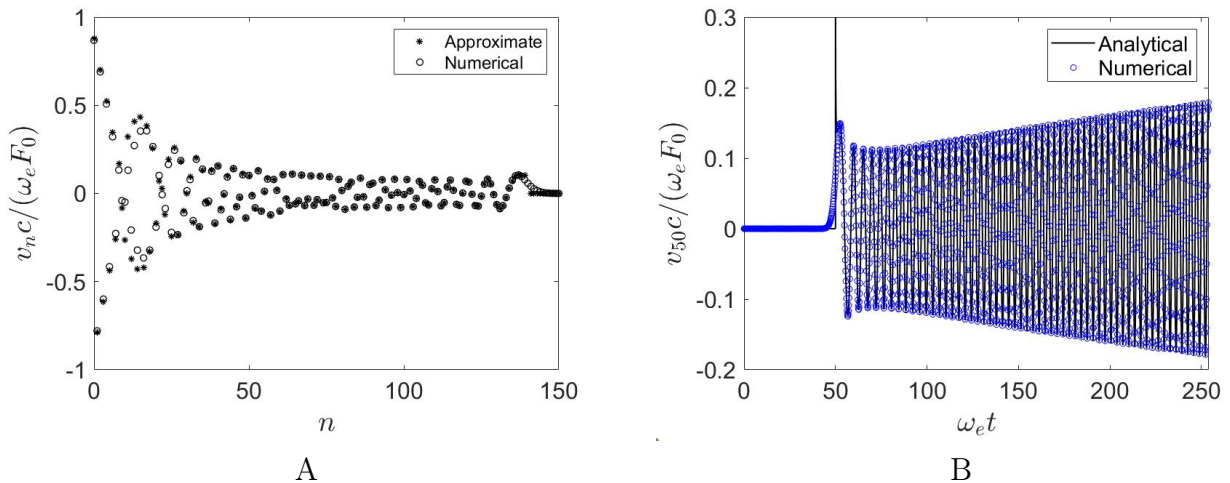 1
0.5
0
-0.5
-1
v_n c/(ω_e F_0)
Approximate
Numerical
0
50
100
150
n
A
0.3
0.2
0.1
0
-0.1
-0.2
v_{50} c/(ω_e F_0)
Analytical
Numerical
0
50
100
150
200
250
ω_e t
B